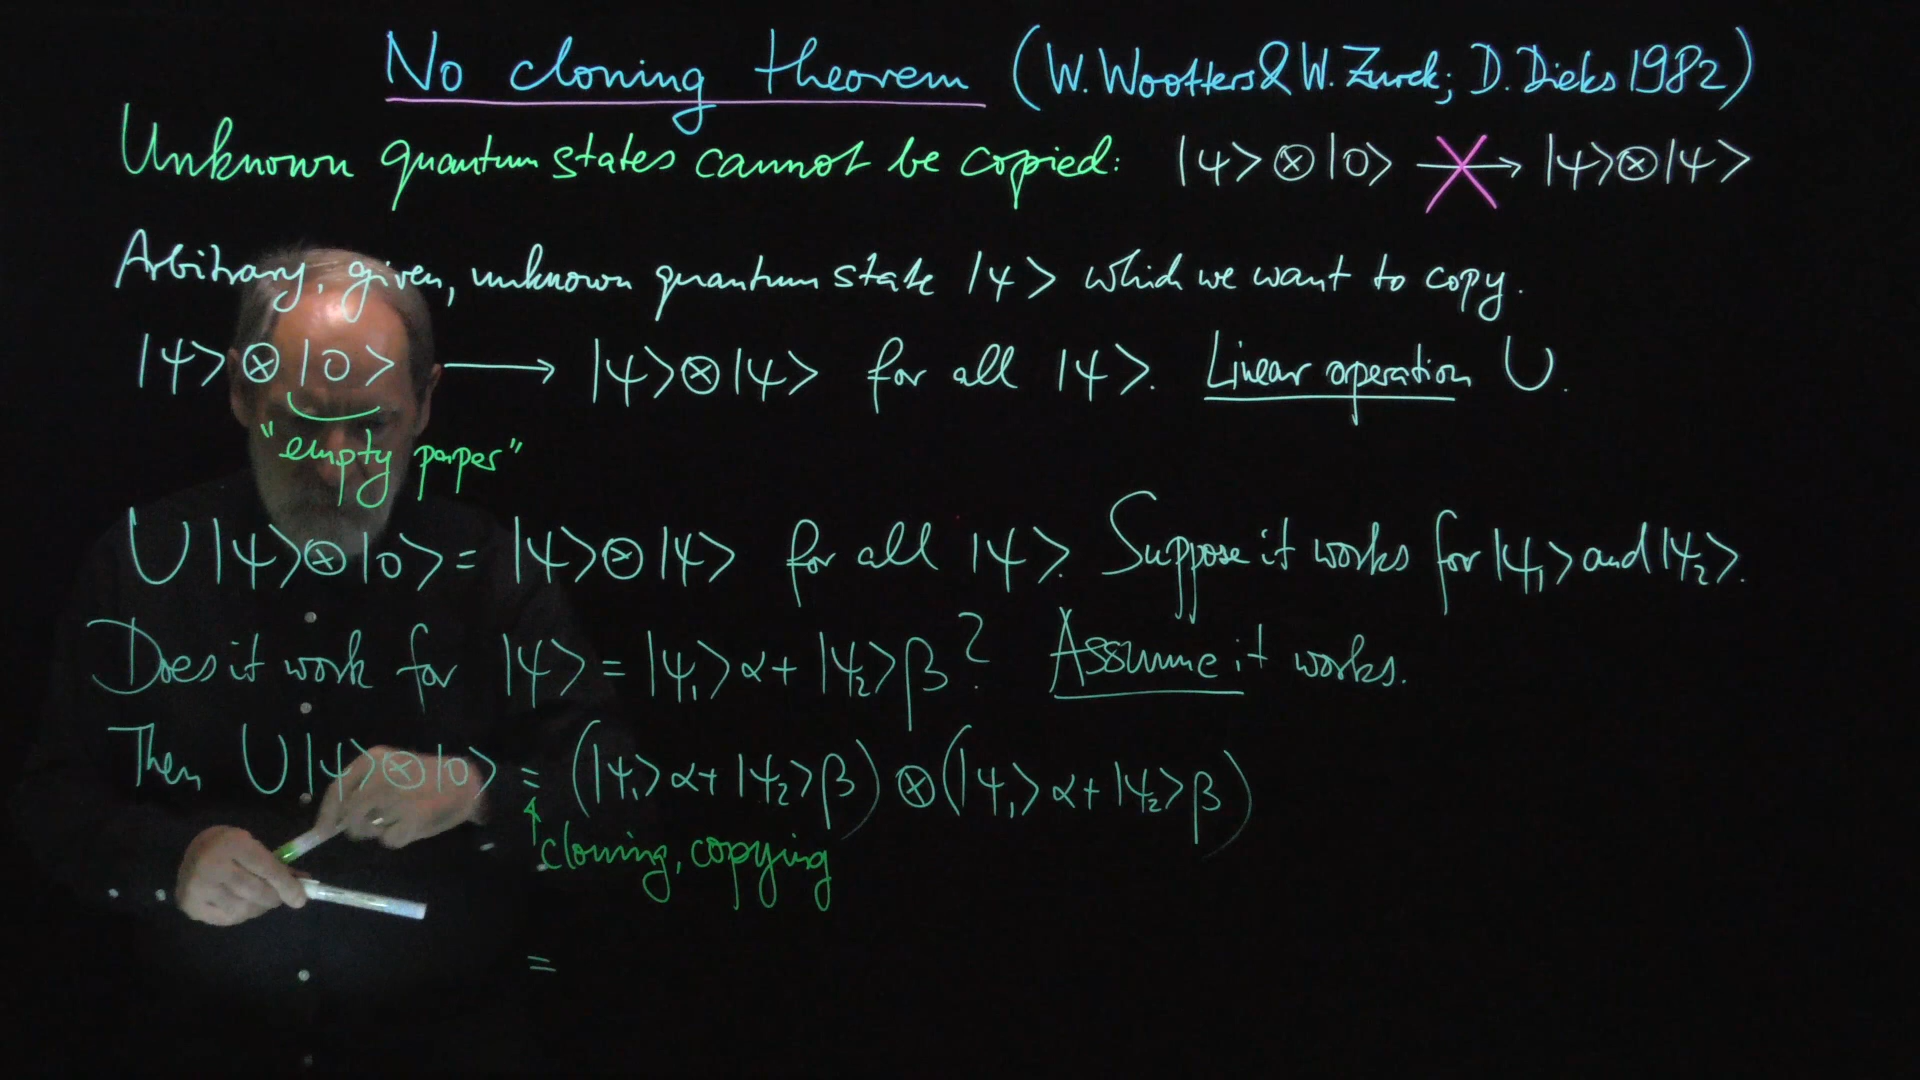 No cloning theorem (W. Wootters & W. Zurek; D. Dieks 1982)
Unknown quantum states cannot be copied: |ψ>⊗|0> → |ψ>⊗|ψ>
Arbitrary, given, unknown quantum state |ψ> which we want to copy.
|ψ>⊗|0> ⟶ |ψ>⊗|ψ> for all |ψ>. Linear operation U.
"empty paper"
U|ψ>⊗|0> = |ψ>⊗|ψ> for all |ψ>. Suppose it works for |ψ₁> and |ψ₂>.
Does it work for |ψ> = |ψ₁>α + |ψ₂>β? Assume it works.
Then U|ψ>⊗|0> = (|ψ₁>α + |ψ₂>β) ⊗ (|ψ₁>α + |ψ₂>β)
↑ cloning, copying
=